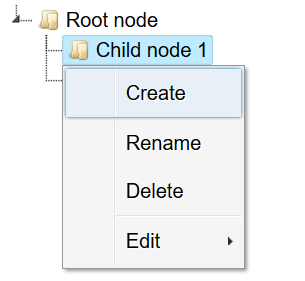 Root node
Child node 1
Create
Rename
Delete
Edit